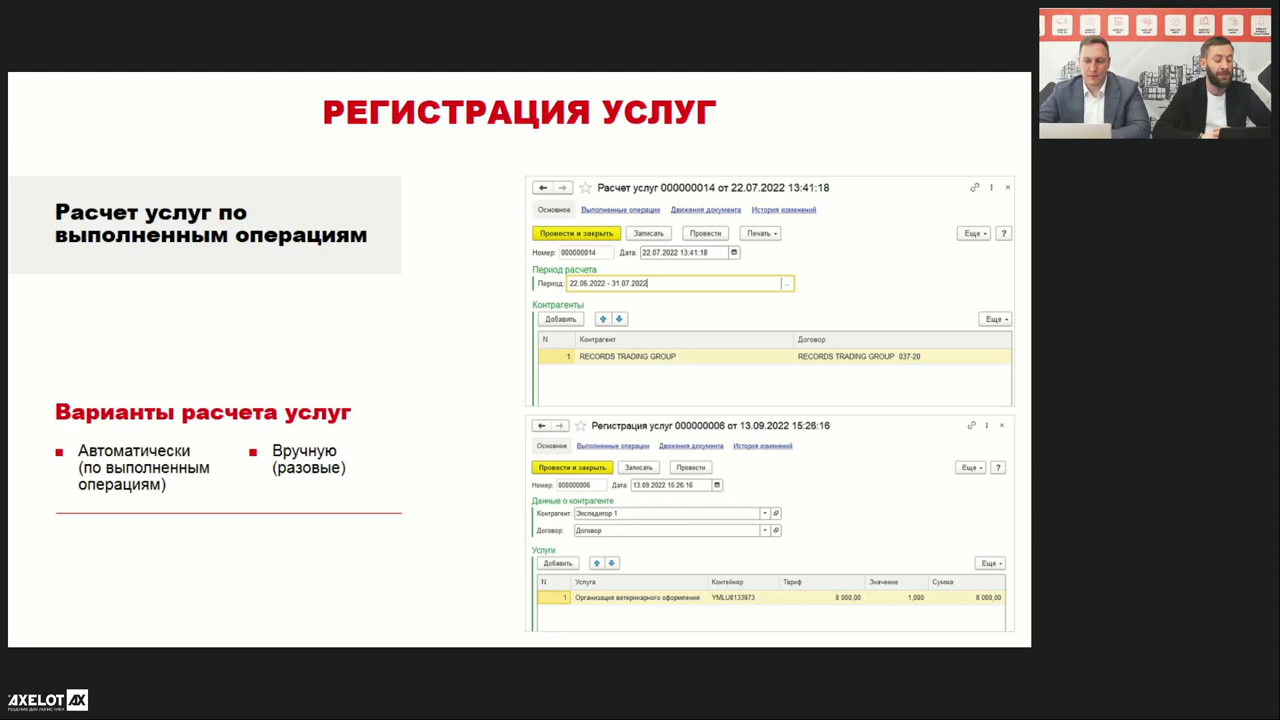 РЕГИСТРАЦИЯ УСЛУГ
Расчет услуг по
выполненным операциям
Варианты расчета услуг
Автоматически
(по выполненным
операциям)
Вручную
(разовые)
Расчет услуг 000000014 от 22.07.2022 13:41:18
Основное Выполненные операции Движения документа История изменений
Провести и закрыть Записать Провести Печать Еще ?
Номер: 000000014 Дата: 22.07.2022 13:41:18
Период расчета
Период: 22.06.2022 - 31.07.2022 ...
Контрагенты
Добавить Еще
N Контрагент Договор
1 RECORDS TRADING GROUP RECORDS TRADING GROUP 037-20
Регистрация услуг 000000006 от 13.09.2022 15:26:16
Основное Выполненные операции Движения документа История изменений
Провести и закрыть Записать Провести Еще ?
Номер: 000000006 Дата: 13.09.2022 15:26:16
Данные о контрагенте
Контрагент: Экспедитор 1
Договор: Договор
Услуги
Добавить Еще
N Услуга Контейнер Тариф Значение Сумма
1 Организация ветеринарного оформления YMLU8133873 8 000,00 1,000 8 000,00
AXELOT AX
РЕШЕНИЯ ДЛЯ ЛОГИСТИКИ